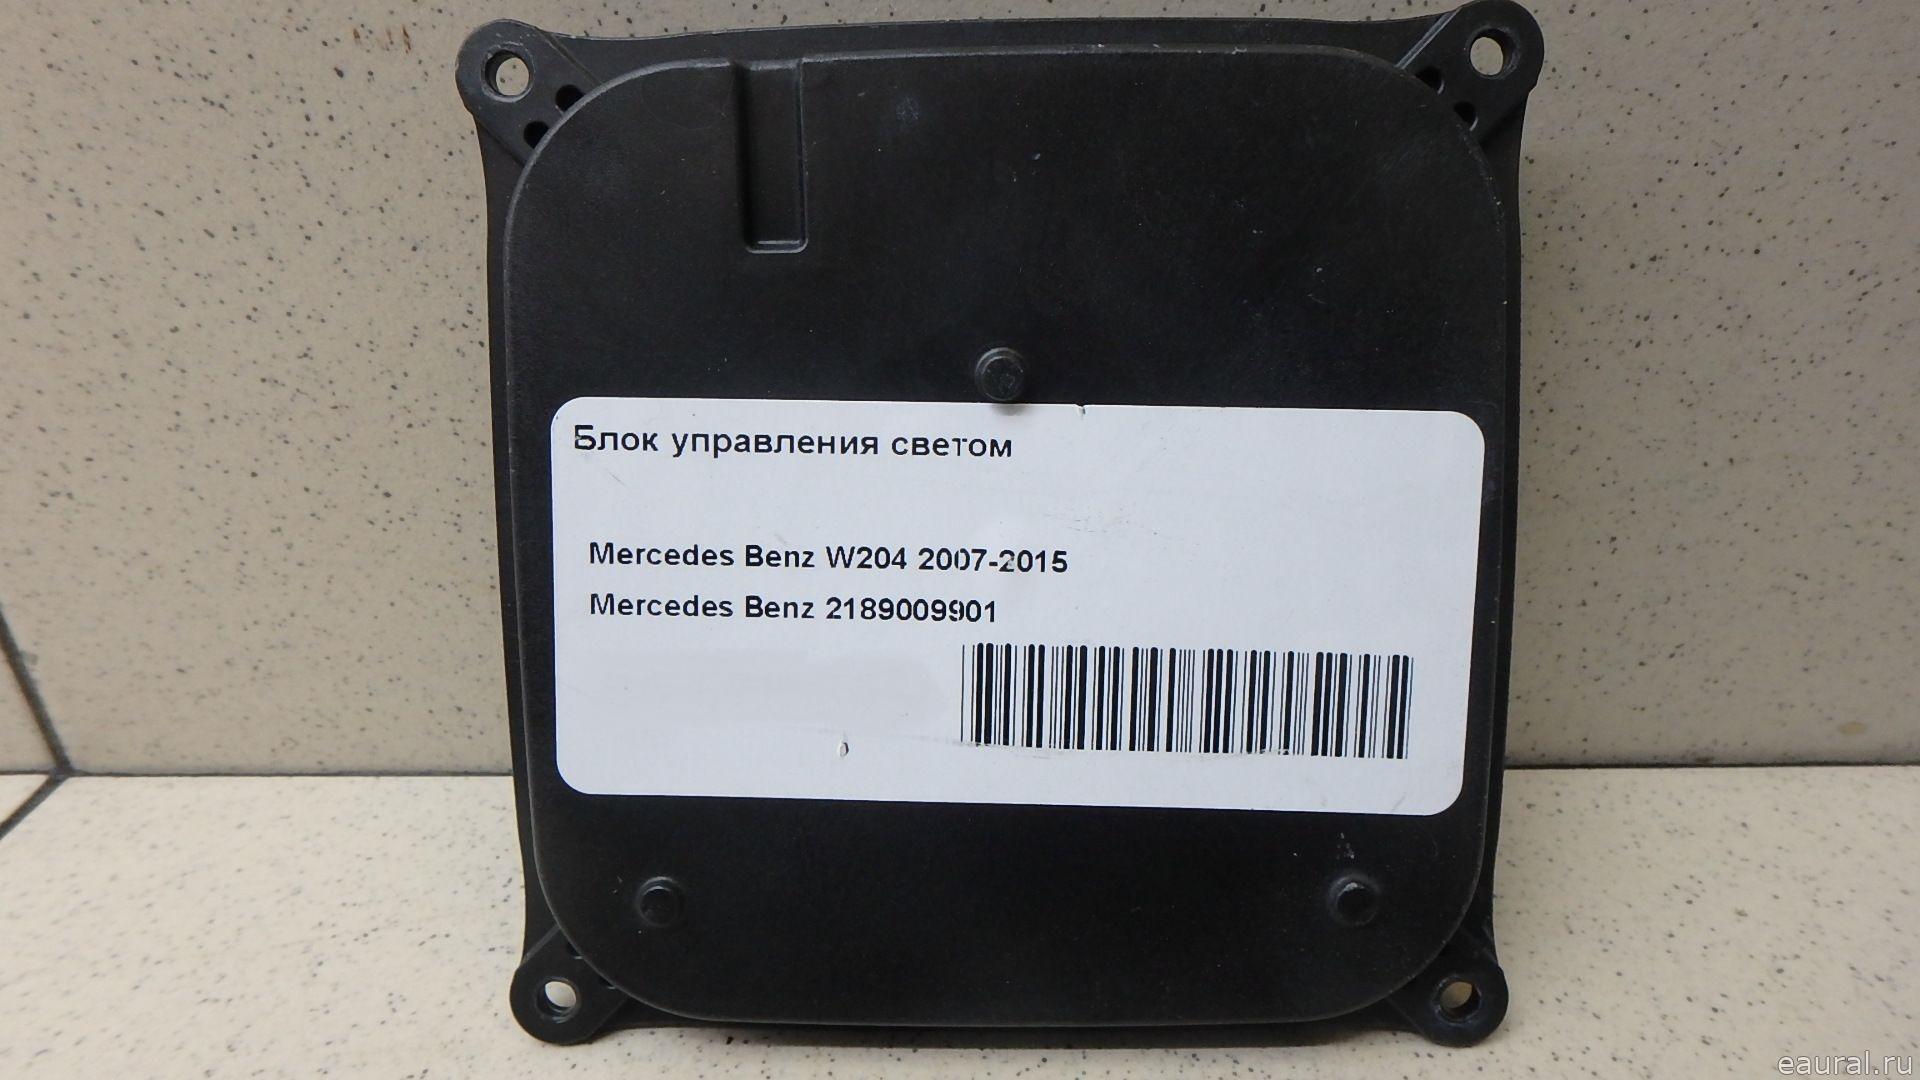 Блок управления светом
Mercedes Benz W204 2007-2015
Mercedes Benz 2189009901
eaural.ru